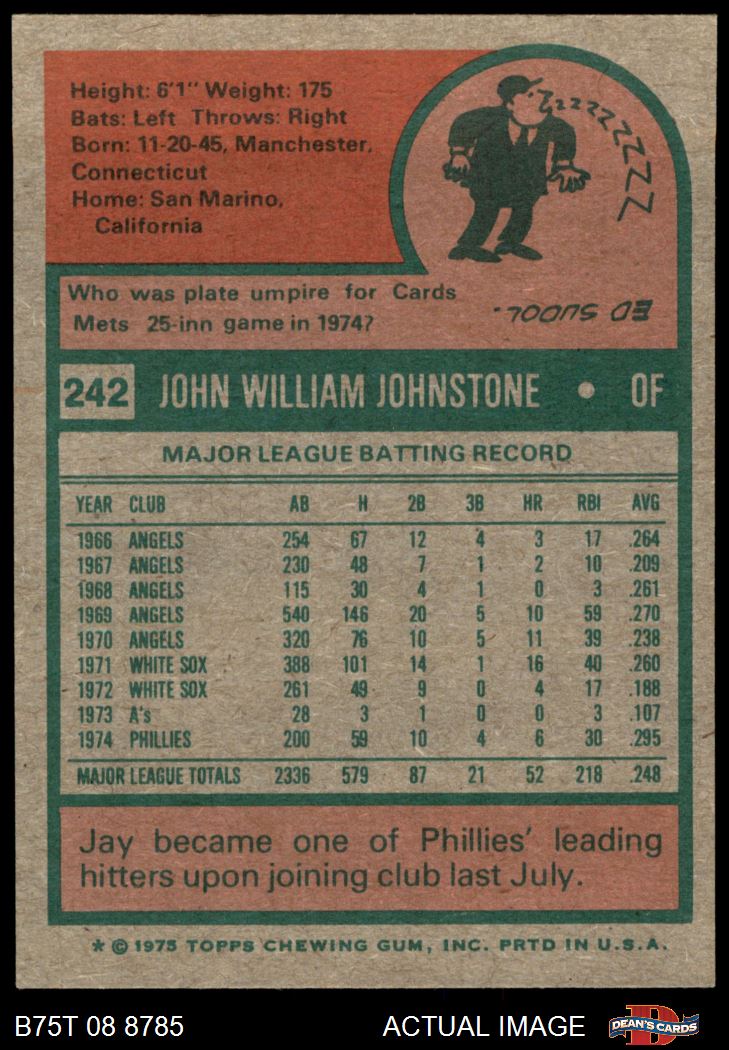 Height: 6'1" Weight: 175
Bats: Left Throws: Right
Born: 11-20-45, Manchester,
Connecticut
Home: San Marino,
California
Zzzzzzzzz
Who was plate umpire for Cards
Mets 25-inn game in 1974?
ED SUDOL.
242 JOHN WILLIAM JOHNSTONE • OF
MAJOR LEAGUE BATTING RECORD
YEAR CLUB AB H 2B 3B HR RBI AVG
1966 ANGELS 254 67 12 4 3 17 .264
1967 ANGELS 230 48 7 1 2 10 .209
1968 ANGELS 115 30 4 1 0 3 .261
1969 ANGELS 540 146 20 5 10 59 .270
1970 ANGELS 320 76 10 5 11 39 .238
1971 WHITE SOX 388 101 14 1 16 40 .260
1972 WHITE SOX 261 49 9 0 4 17 .188
1973 A's 28 3 1 0 0 3 .107
1974 PHILLIES 200 59 10 4 6 30 .295
MAJOR LEAGUE TOTALS 2336 579 87 21 52 218 .248
Jay became one of Phillies' leading
hitters upon joining club last July.
* © 1975 TOPPS CHEWING GUM, INC. PRTD IN U.S.A.
B75T 08 8785 ACTUAL IMAGE DEAN'S CARDS